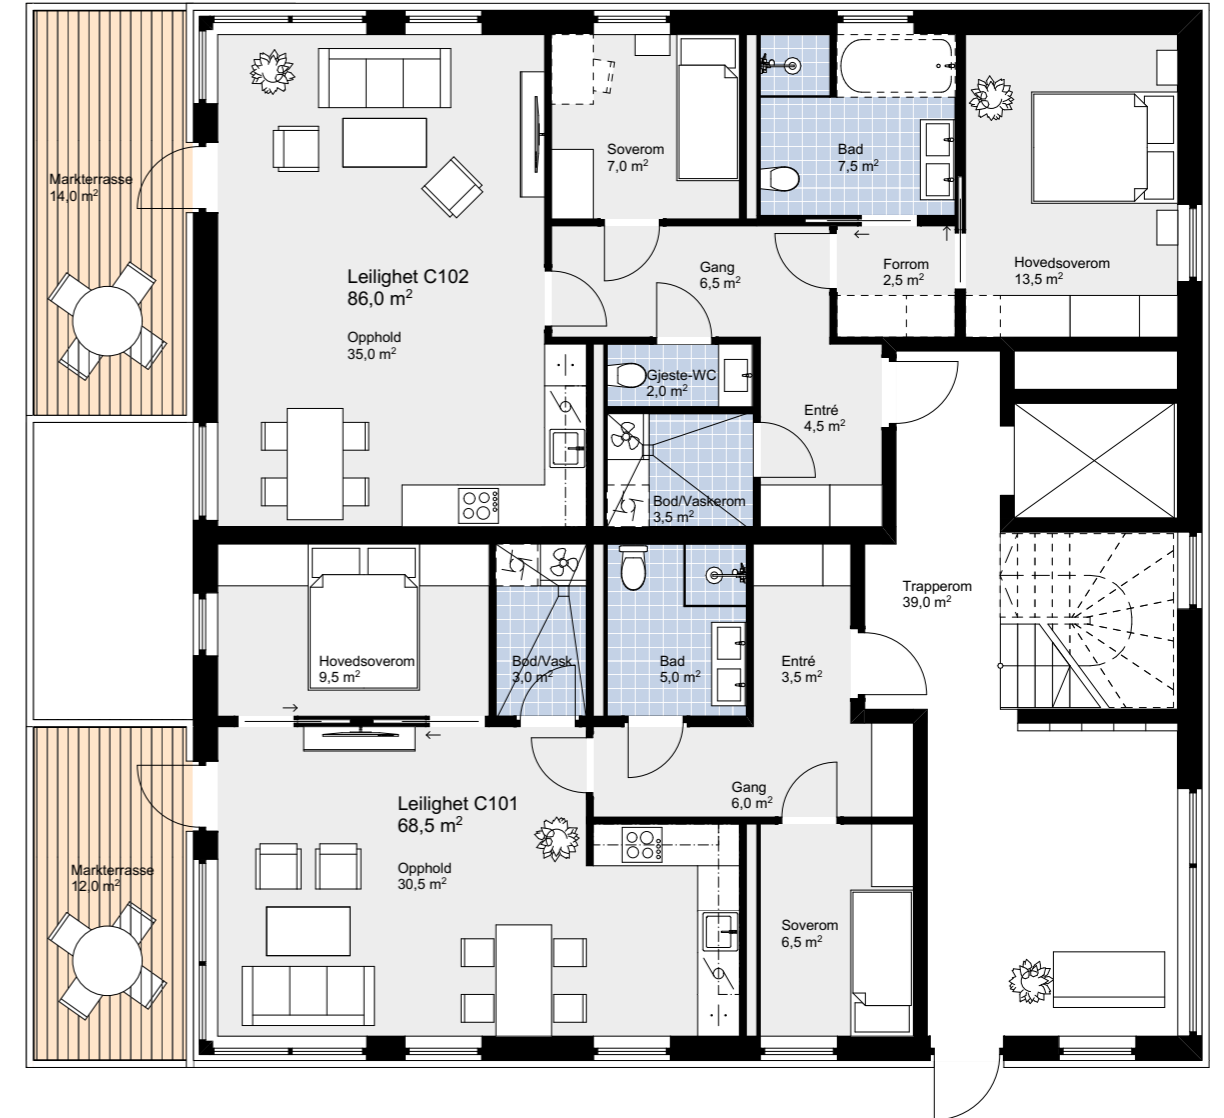 Soverom
7,0 m²
Bad
7,5 m²
Markterrasse
14,0 m²
Leilighet C102
86,0 m²
Opphold
35,0 m²
Gang
6,5 m²
Forrom
2,5 m²
Hovedsoverom
13,5 m²
Gjeste-WC
2,0 m²
Entré
4,5 m²
Bod/Vaskerom
3,5 m²
Trapperom
39,0 m²
Hovedsoverom
9,5 m²
Bod/Vask
3,0 m²
Bad
5,0 m²
Entré
3,5 m²
Leilighet C101
68,5 m²
Opphold
30,5 m²
Gang
6,0 m²
Markterrasse
12,0 m²
Soverom
6,5 m²